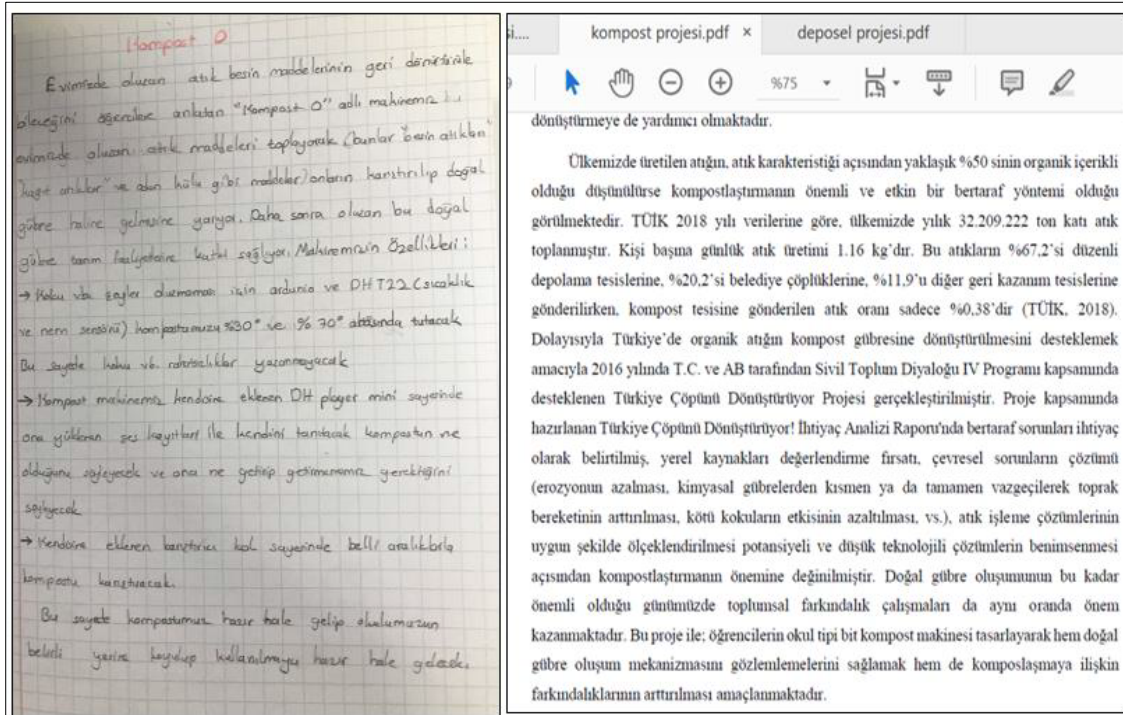 Kompost O
Evimizde oluşan atık besin maddelerinin geri dönüştürüle
bileceğini öğrencilere anlatan "Kompost O" adlı makinemiz
evimizde oluşan atık maddeleri toplayarak (bunlar "besin atıkları"
"kağıt atıklar" ve gibi maddeler) onların karıştırılıp doğal
gübre haline gelmesine yarıyor. Daha sonra oluşan bu doğal
gübre tarım faaliyetlerine katkı sağlıyor. Makinemizin Özellikleri:
→ Koku vb. şeyler olmaması için ardunia ve DHT22 (sıcaklık
ve nem sensörü) kompostumuzu %30° ve %70° arasında tutacak
Bu sayede koku vb. rahatsızlıklar
→ Kompost makinemiz kendisine eklenen DH player mini sayesinde
ona yüklenen ses kayıtları ile kendini tanıtacak kompostun ne
olduğunu söyleyecek ve ona ne getirip getirmememiz gerektiğini
söyleyecek
→ Kendisine eklenen karıştırıcı kol sayesinde belli aralıklarla
kompostu karıştıracak.
Bu sayede kompostumuz hazır hale gelip okulumuzun
belirli yerine koyulup kullanılmaya hazır hale gelecek.
si....
kompost projesi.pdf ×
deposel projesi.pdf
%75
dönüştürmeye de yardımcı olmaktadır.
Ülkemizde üretilen atığın, atık karakteristiği açısından yaklaşık %50 sinin organik içerikli
olduğu düşünülürse kompostlaştırmanın önemli ve etkin bir bertaraf yöntemi olduğu
görülmektedir. TÜİK 2018 yılı verilerine göre, ülkemizde yıllık 32.209.222 ton katı atık
toplanmıştır. Kişi başına günlük atık üretimi 1.16 kg'dır. Bu atıkların %67,2'si düzenli
depolama tesislerine, %20,2'si belediye çöplüklerine, %11,9'u diğer geri kazanım tesislerine
gönderilirken, kompost tesisine gönderilen atık oranı sadece %0,38'dir (TÜİK, 2018).
Dolayısıyla Türkiye'de organik atığın kompost gübresine dönüştürülmesini desteklemek
amacıyla 2016 yılında T.C. ve AB tarafından Sivil Toplum Diyaloğu IV Programı kapsamında
desteklenen Türkiye Çöpünü Dönüştürüyor Projesi gerçekleştirilmiştir. Proje kapsamında
hazırlanan Türkiye Çöpünü Dönüştürüyor! İhtiyaç Analizi Raporu'nda bertaraf sorunları ihtiyaç
olarak belirtilmiş, yerel kaynakları değerlendirme fırsatı, çevresel sorunların çözümü
(erozyonun azalması, kimyasal gübrelerden kısmen ya da tamamen vazgeçilerek toprak
bereketinin arttırılması, kötü kokuların etkisinin azaltılması, vs.), atık işleme çözümlerinin
uygun şekilde ölçeklendirilmesi potansiyeli ve düşük teknolojili çözümlerin benimsenmesi
açısından kompostlaştırmanın önemine değinilmiştir. Doğal gübre oluşumunun bu kadar
önemli olduğu günümüzde toplumsal farkındalık çalışmaları da aynı oranda önem
kazanmaktadır. Bu proje ile; öğrencilerin okul tipi bit kompost makinesi tasarlayarak hem doğal
gübre oluşum mekanizmasını gözlemlemelerini sağlamak hem de komposlaşmaya ilişkin
farkındalıklarının arttırılması amaçlanmaktadır.